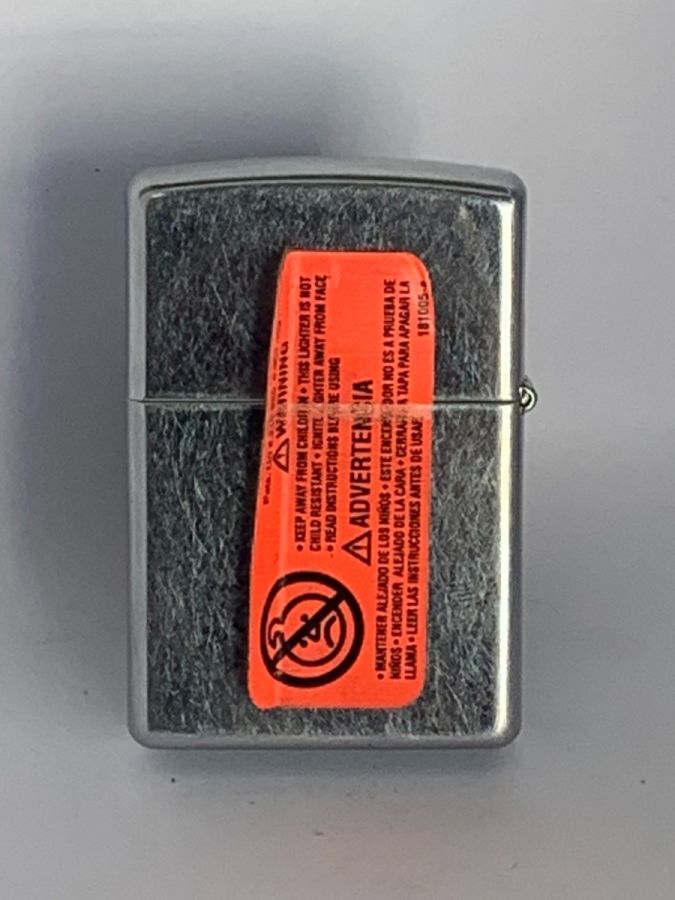 ⚠WARNING
• KEEP AWAY FROM CHILDREN • THIS LIGHTER IS NOT
CHILD RESISTANT • IGNITE LIGHTER AWAY FROM FACE
• READ INSTRUCTIONS BEFORE USING
⚠ADVERTENCIA
• MANTENER ALEJADO DE LOS NIÑOS • ESTE ENCENDEDOR NO ES A PRUEBA DE
NIÑOS • ENCENDER ALEJADO DE LA CARA • CERRAR LA TAPA PARA APAGAR LA
LLAMA • LEER LAS INSTRUCCIONES ANTES DE USAR
181005